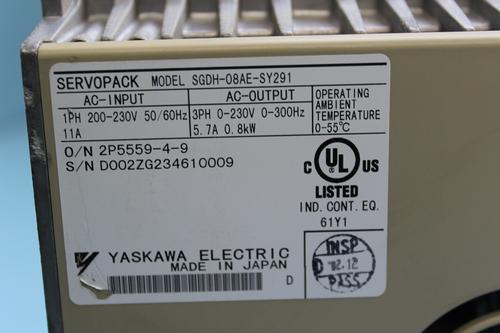 SERVOPACK MODEL SGDH-08AE-SY291
AC-INPUT
1PH 200-230V 50/60Hz
11A
AC-OUTPUT
3PH 0-230V 0-300Hz
5.7A 0.8kW
OPERATING
AMBIENT
TEMPERATURE
0-55℃
O/N 2P5559-4-9
S/N D002ZG234610009
C UL US
LISTED
IND. CONT. EQ.
61Y1
YASKAWA ELECTRIC
MADE IN JAPAN
D
INSP
D '02.12
PASS